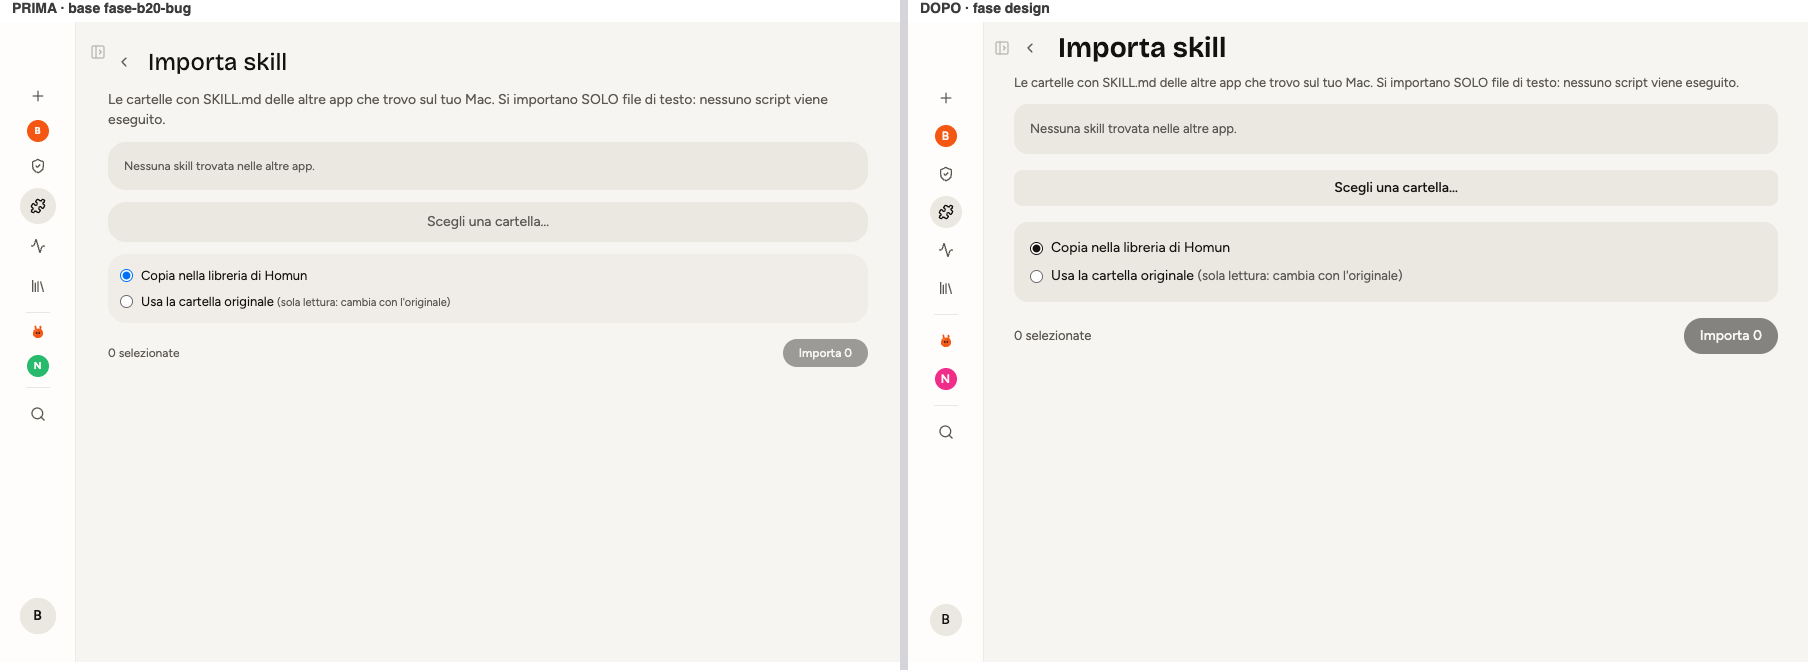 PRIMA · base fase-b20-bug
Importa skill
Le cartelle con SKILL.md delle altre app che trovo sul tuo Mac. Si importano SOLO file di testo: nessuno script viene
eseguito.
B
Nessuna skill trovata nelle altre app.
Scegli una cartella...
Copia nella libreria di Homun
Usa la cartella originale (sola lettura: cambia con l'originale)
0 selezionate
Importa 0
N
B
DOPO · fase design
Importa skill
Le cartelle con SKILL.md delle altre app che trovo sul tuo Mac. Si importano SOLO file di testo: nessuno script viene eseguito.
B
Nessuna skill trovata nelle altre app.
Scegli una cartella...
Copia nella libreria di Homun
Usa la cartella originale (sola lettura: cambia con l'originale)
0 selezionate
Importa 0
N
B